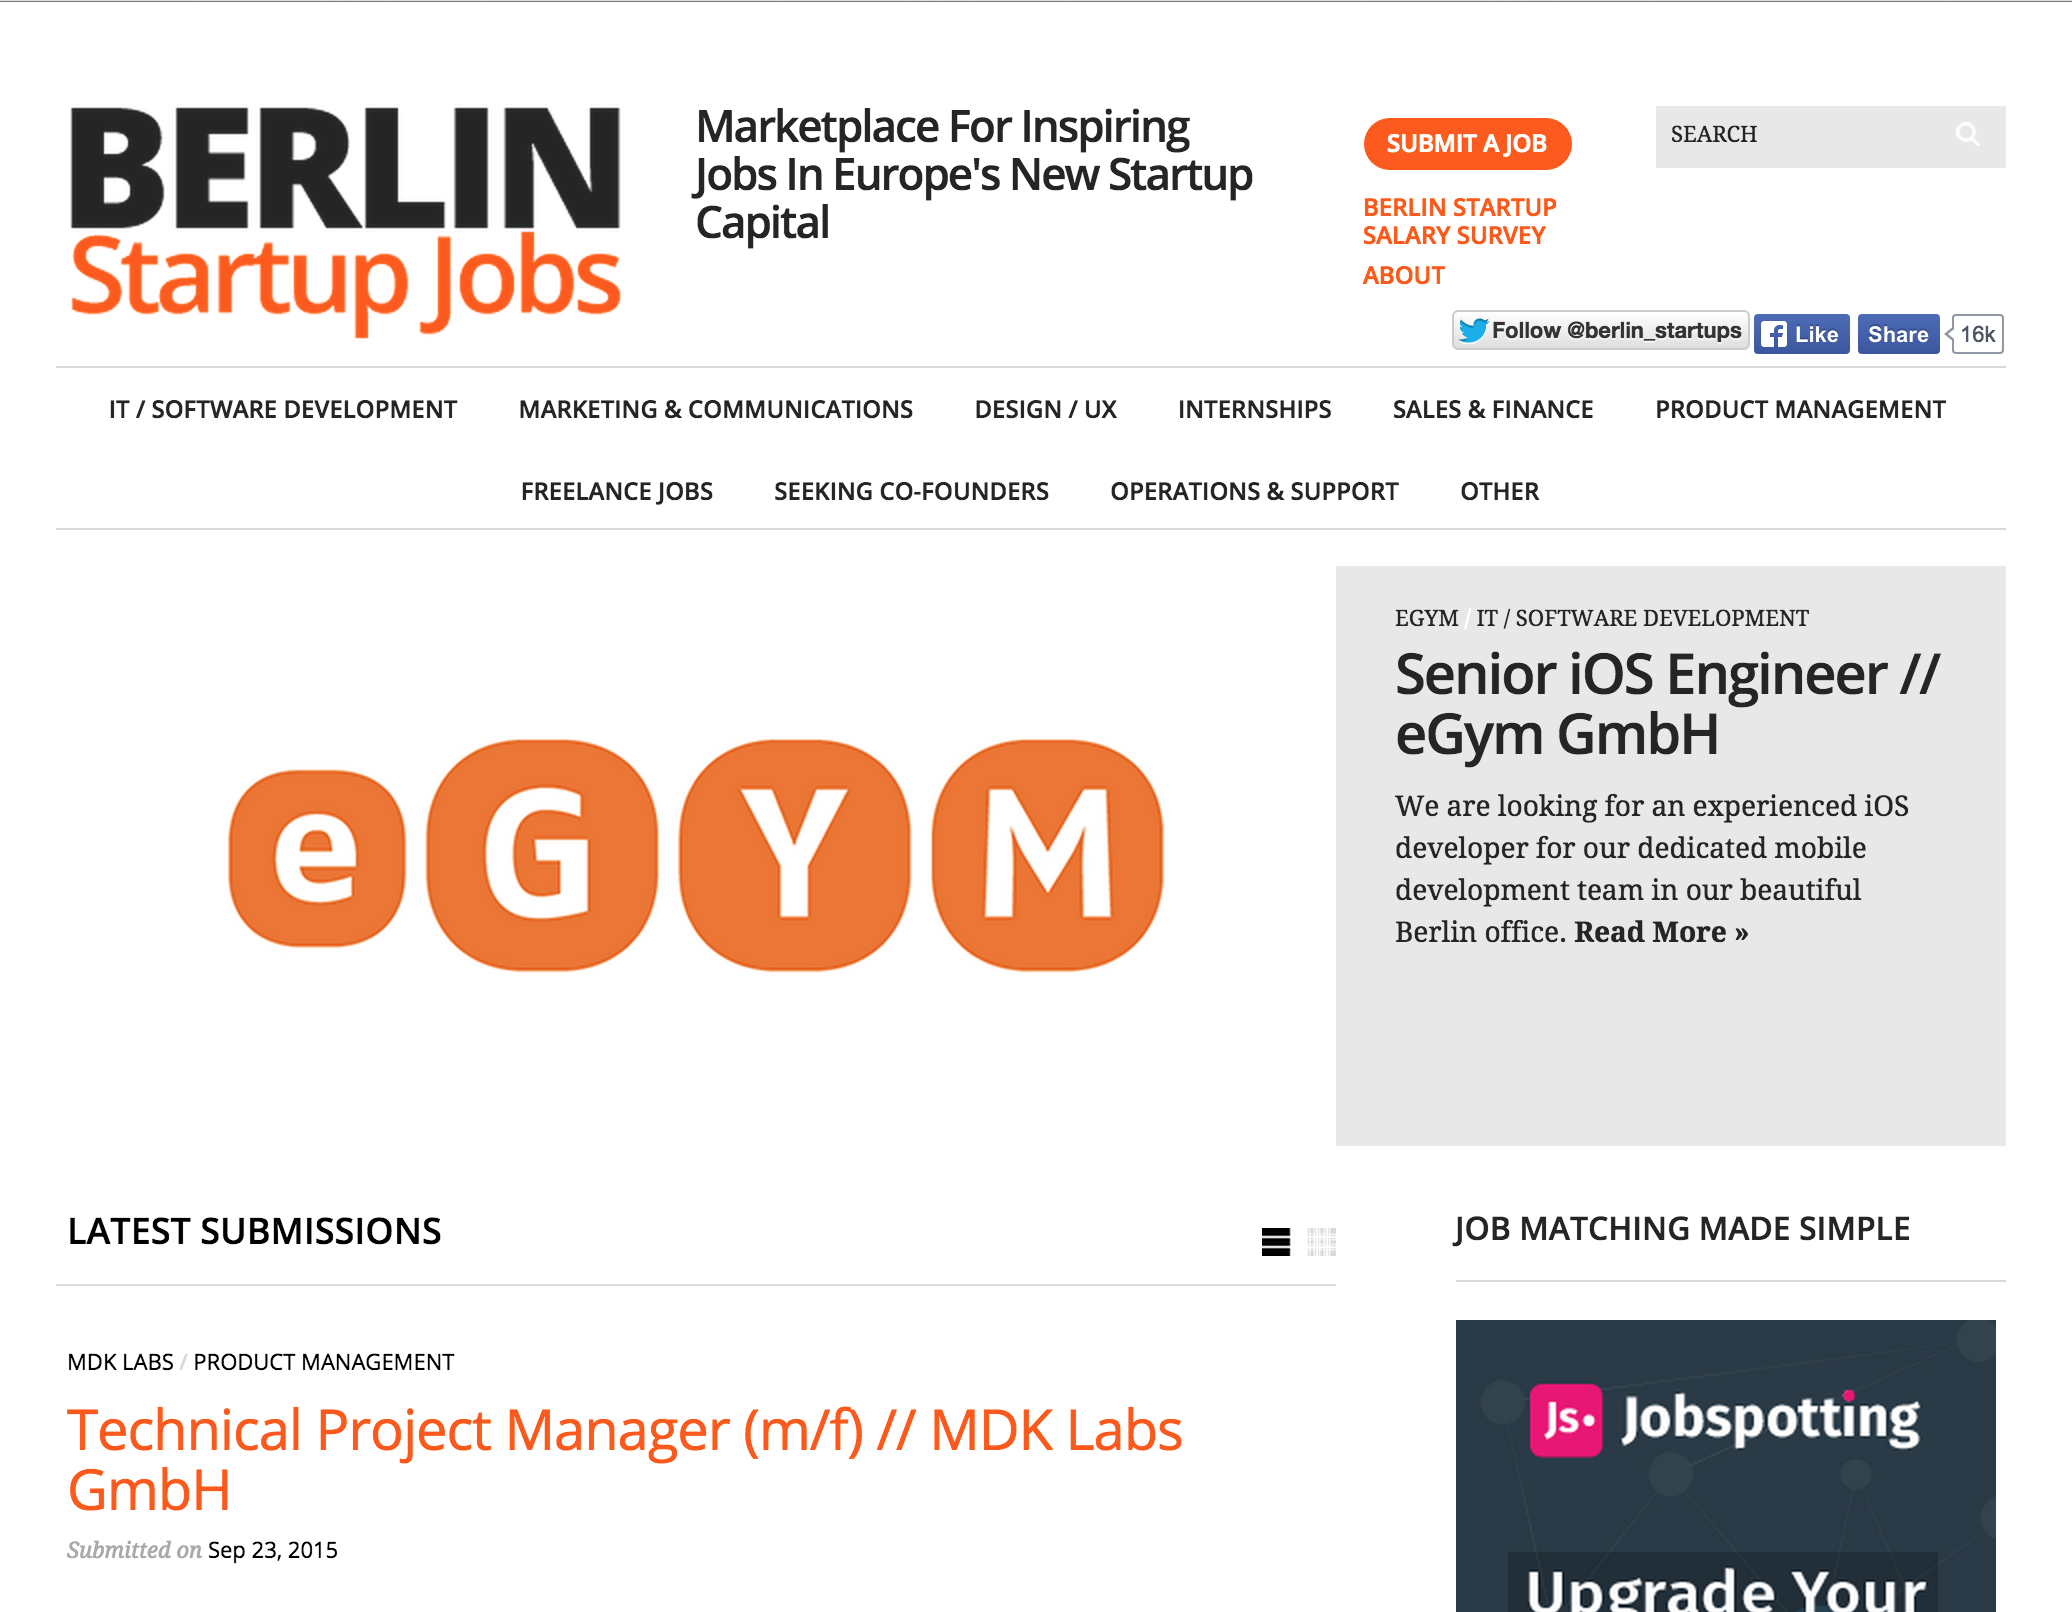 BERLIN
Startup Jobs
Marketplace For Inspiring
Jobs In Europe's New Startup
Capital
SUBMIT A JOB
BERLIN STARTUP
SALARY SURVEY
ABOUT
SEARCH
Follow @berlin_startups
Like
Share
16k
IT / SOFTWARE DEVELOPMENT MARKETING & COMMUNICATIONS DESIGN / UX INTERNSHIPS SALES & FINANCE PRODUCT MANAGEMENT
FREELANCE JOBS SEEKING CO-FOUNDERS OPERATIONS & SUPPORT OTHER
eGYM
EGYM / IT / SOFTWARE DEVELOPMENT
Senior iOS Engineer //
eGym GmbH
We are looking for an experienced iOS
developer for our dedicated mobile
development team in our beautiful
Berlin office. Read More »
LATEST SUBMISSIONS
MDK LABS / PRODUCT MANAGEMENT
Technical Project Manager (m/f) // MDK Labs
GmbH
Submitted on Sep 23, 2015
JOB MATCHING MADE SIMPLE
Js. Jobspotting
Upgrade Your